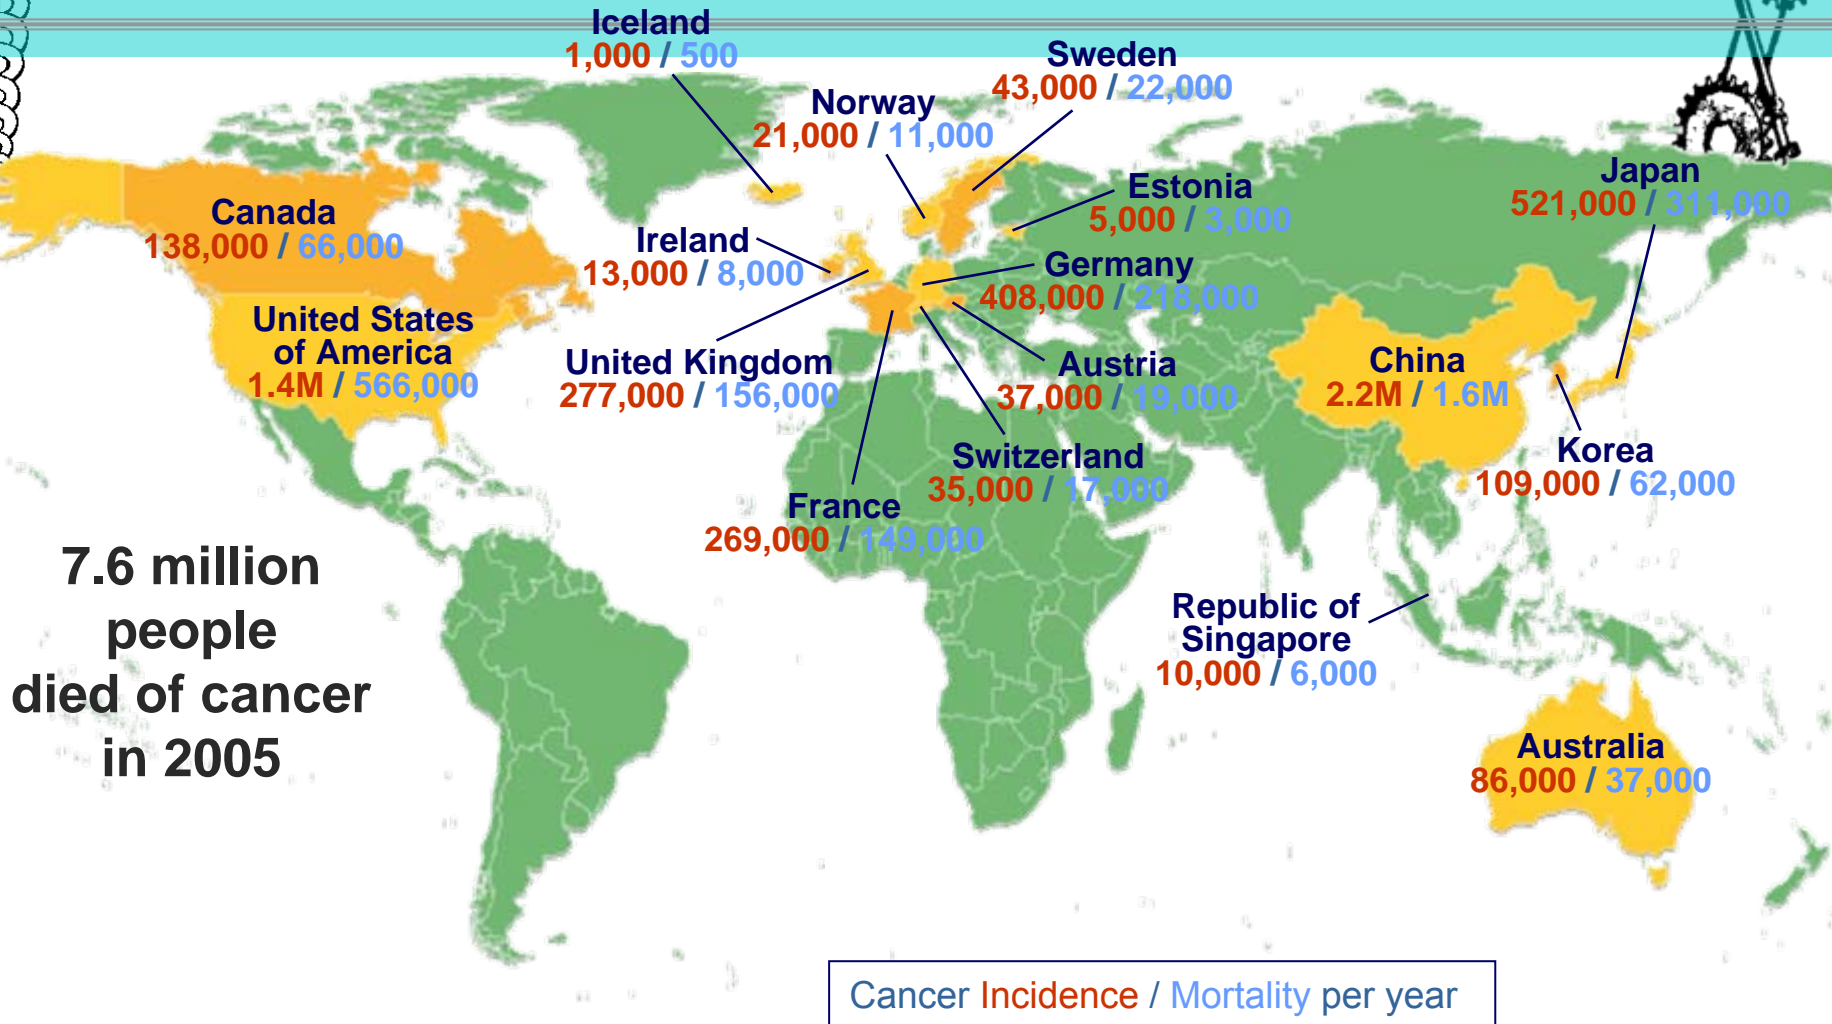 Iceland
1,000 / 500
Sweden
43,000 / 22,000
Norway
21,000 / 11,000
Estonia
5,000 / 3,000
Japan
521,000 / 311,000
Canada
138,000 / 66,000
Ireland
13,000 / 8,000
Germany
408,000 / 218,000
United States
of America
1.4M / 566,000
United Kingdom
277,000 / 156,000
Austria
37,000 / 19,000
China
2.2M / 1.6M
Switzerland
35,000 / 17,000
Korea
109,000 / 62,000
France
269,000 / 149,000
7.6 million
people
died of cancer
in 2005
Republic of
Singapore
10,000 / 6,000
Australia
86,000 / 37,000
Cancer Incidence / Mortality per year